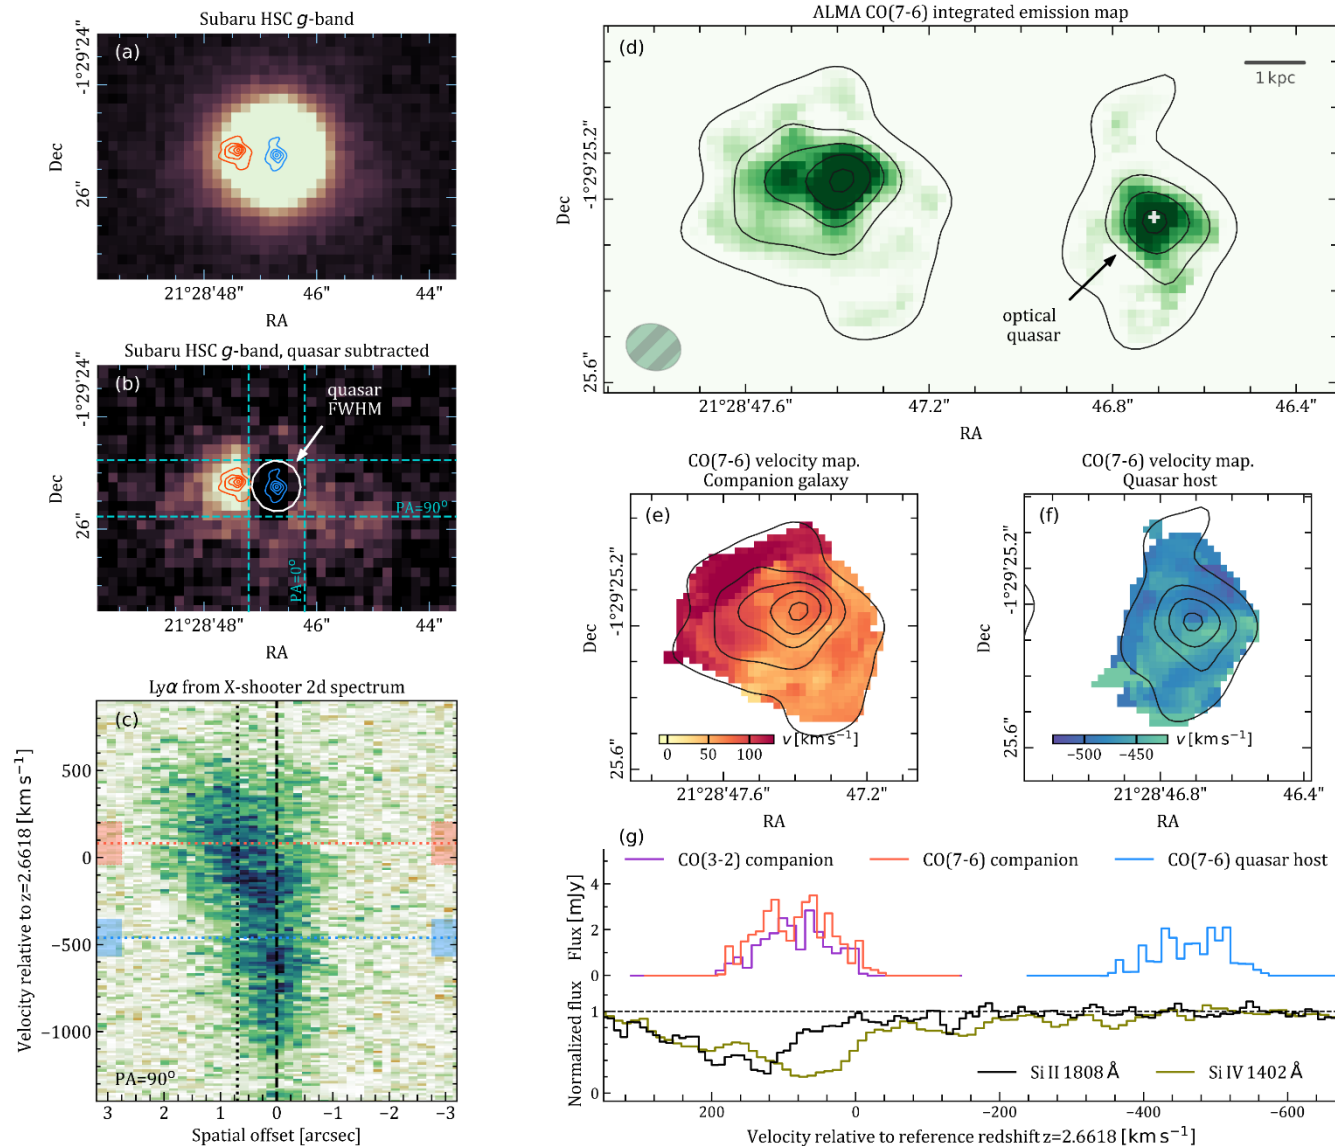 Subaru HSC g-band
(a)
-1°29'24"
26"
Dec
21°28'48"
46"
44"
RA
Subaru HSC g-band, quasar subtracted
(b)
quasar
FWHM
PA=90°
PA=0°
-1°29'24"
26"
Dec
21°28'48"
46"
44"
RA
Lyα from X-shooter 2d spectrum
(c)
500
0
−500
−1000
Velocity relative to z=2.6618 [km s⁻¹]
PA=90°
3
2
1
0
-1
-2
-3
Spatial offset [arcsec]
ALMA CO(7-6) integrated emission map
(d)
1 kpc
-1°29'25.2"
25.6"
Dec
optical
quasar
21°28'47.6"
47.2"
46.8"
46.4"
RA
CO(7-6) velocity map.
Companion galaxy
(e)
-1°29'25.2"
25.6"
Dec
v [km s⁻¹]
0
50
100
21°28'47.6"
47.2"
RA
CO(7-6) velocity map.
Quasar host
(f)
-1°29'25.2"
25.6"
Dec
v [km s⁻¹]
−500
−450
21°28'46.8"
46.4"
RA
(g)
CO(3-2) companion
CO(7-6) companion
CO(7-6) quasar host
4
2
0
Flux [mJy]
1
0
Normalized flux
Si II 1808 Å
Si IV 1402 Å
200
0
−200
−400
−600
Velocity relative to reference redshift z=2.6618 [km s⁻¹]